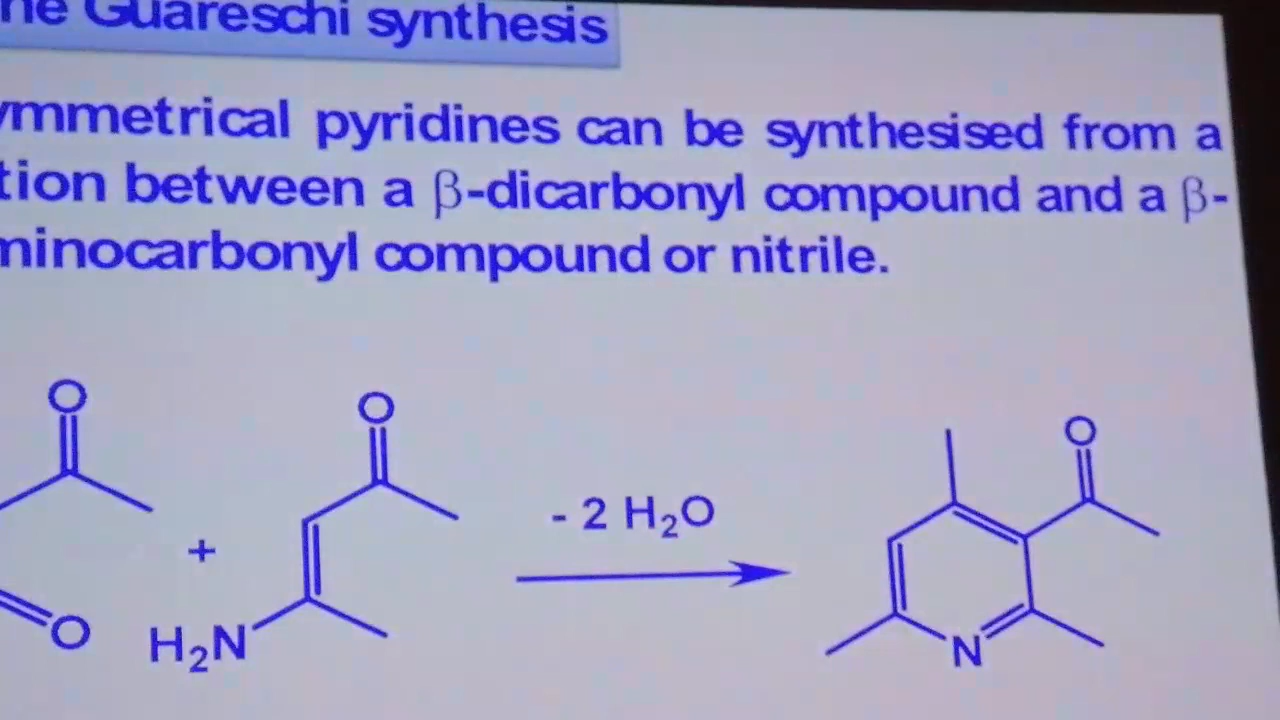 ne Guareschi synthesis
ymmetrical pyridines can be synthesised from a
tion between a β-dicarbonyl compound and a β-
minocarbonyl compound or nitrile.
O O O
+ - 2 H₂O
O H₂N N